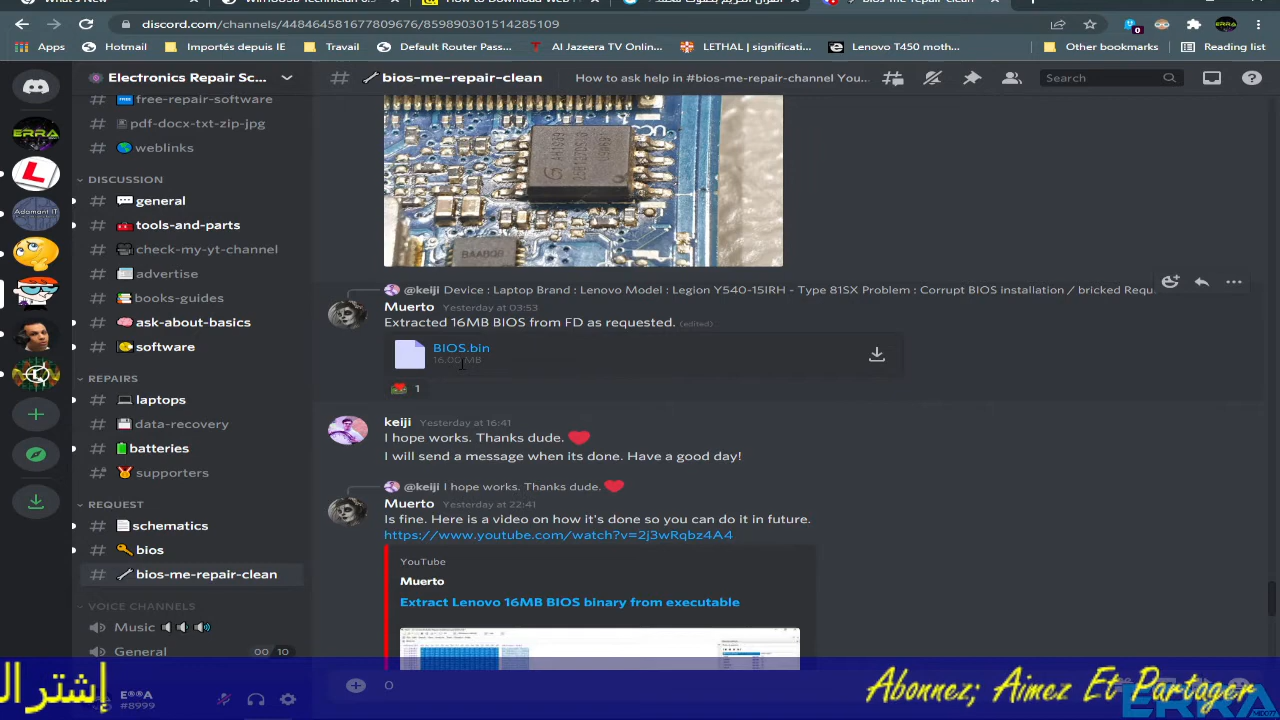 discord.com/channels/448464581677809676/859890301514285109
Apps
Hotmail
Importés depuis IE
Travail
Default Router Pass...
Al Jazeera TV Online...
LETHAL | significati...
Lenovo T450 moth...
Other bookmarks
Reading list
Electronics Repair Sc...
bios-me-repair-clean
How to ask help in #bios-me-repair-channel You...
Search
free-repair-software
pdf-docx-txt-zip-jpg
weblinks
DISCUSSION
general
tools-and-parts
check-my-yt-channel
advertise
books-guides
ask-about-basics
software
REPAIRS
laptops
data-recovery
batteries
supporters
REQUEST
schematics
bios
bios-me-repair-clean
VOICE CHANNELS
Music
General 00 10
E®®A
#8999
ERRA
Adamant IT
@keiji Device : Laptop Brand : Lenovo Model : Legion Y540-15IRH - Type 81SX Problem : Corrupt BIOS installation / bricked Requ...
Muerto Yesterday at 03:53
Extracted 16MB BIOS from FD as requested. (edited)
BIOS.bin
16.00 MB
1
keiji Yesterday at 16:41
I hope works. Thanks dude.
I will send a message when its done. Have a good day!
@keiji I hope works. Thanks dude.
Muerto Yesterday at 22:41
Is fine. Here is a video on how it's done so you can do it in future.
https://www.youtube.com/watch?v=2j3wRqbz4A4
YouTube
Muerto
Extract Lenovo 16MB BIOS binary from executable
إشترا
Abonnez; Aimez Et Partager